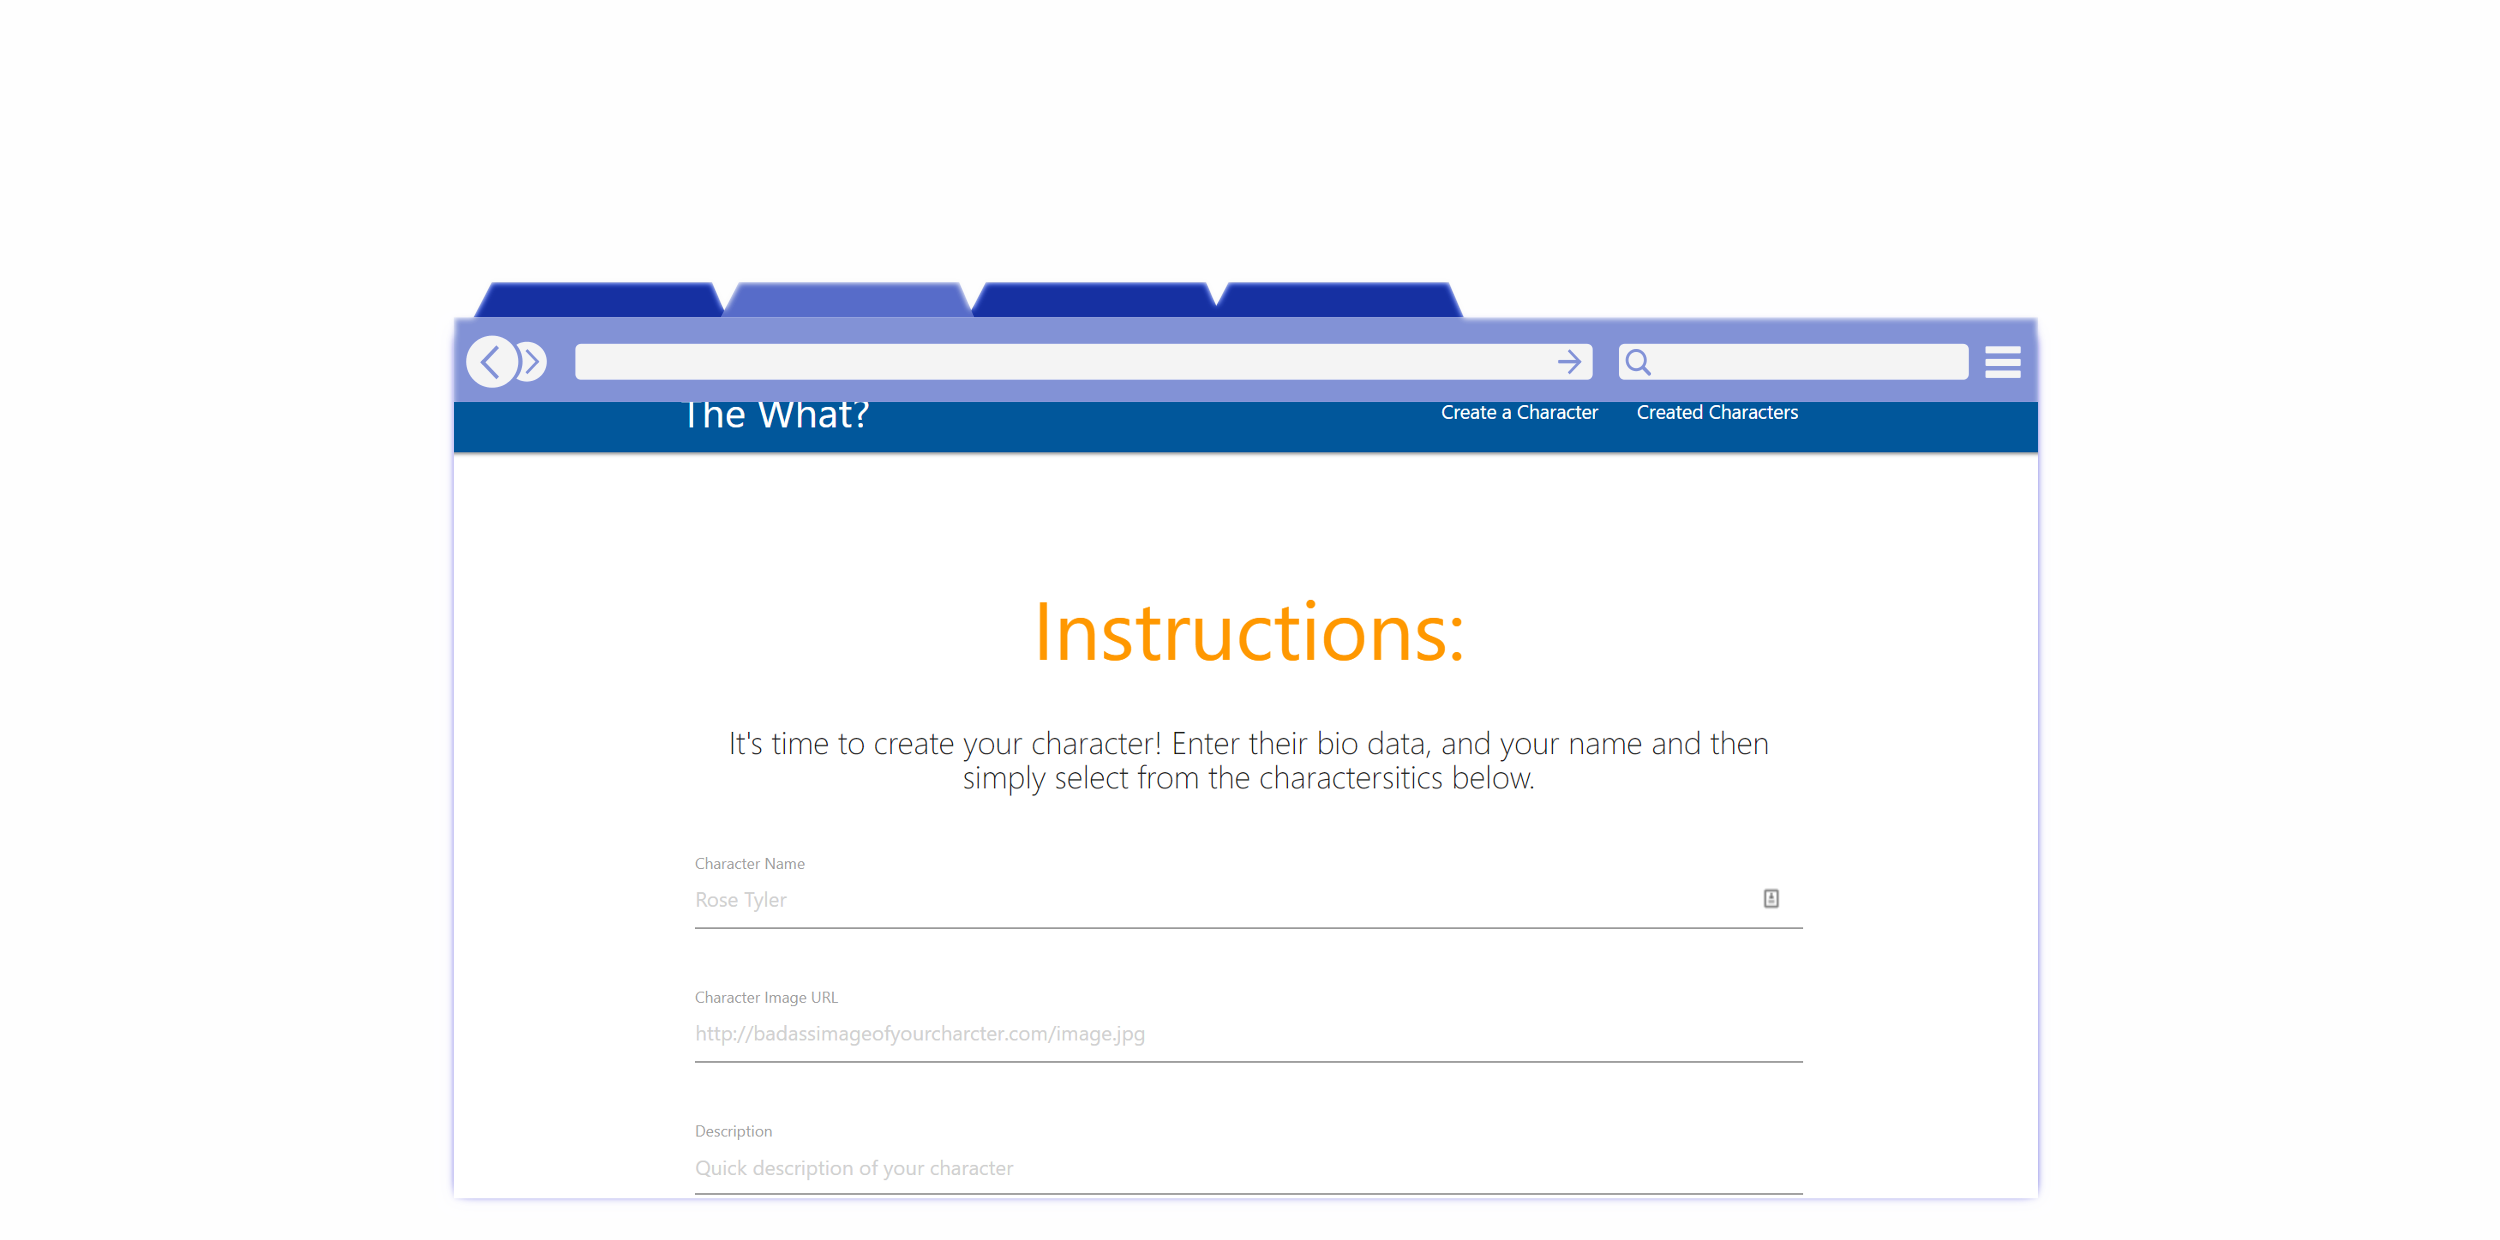 The What?
Create a Character
Created Characters
Instructions:
It's time to create your character! Enter their bio data, and your name and then
simply select from the charactersitics below.
Character Name
Rose Tyler
Character Image URL
http://badassimageofyourcharcter.com/image.jpg
Description
Quick description of your character